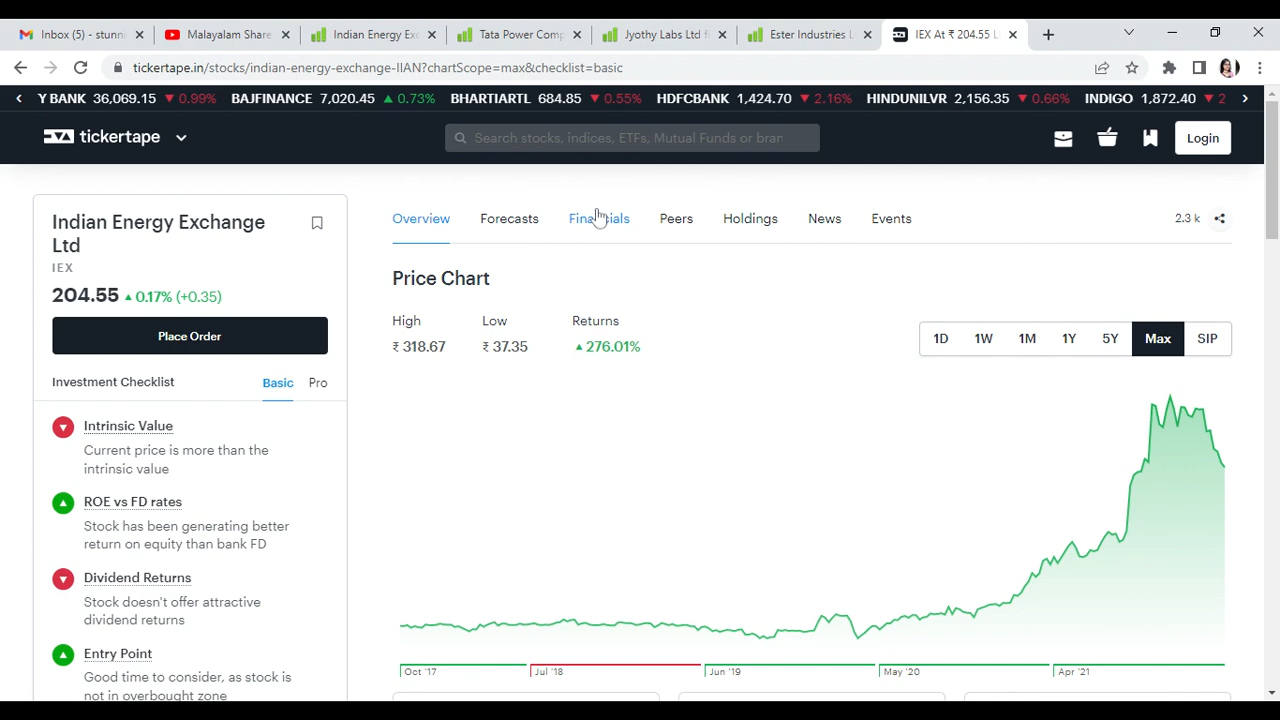 Inbox (5) - stunn
Malayalam Share
Indian Energy Exc
Tata Power Comp
Jyothy Labs Ltd f
Ester Industries L
IEX At ₹ 204.55 L
tickertape.in/stocks/indian-energy-exchange-IIAN?chartScope=max&checklist=basic
Y BANK 36,069.15 0.99% BAJFINANCE 7,020.45 0.73% BHARTIARTL 684.85 0.55% HDFCBANK 1,424.70 2.16% HINDUNILVR 2,156.35 0.66% INDIGO 1,872.40 2
tickertape
Search stocks, indices, ETFs, Mutual Funds or bran
Login
Indian Energy Exchange
Ltd
IEX
204.55 0.17% (+0.35)
Place Order
Investment Checklist Basic Pro
Intrinsic Value
Current price is more than the
intrinsic value
ROE vs FD rates
Stock has been generating better
return on equity than bank FD
Dividend Returns
Stock doesn't offer attractive
dividend returns
Entry Point
Good time to consider, as stock is
not in overbought zone
Overview Forecasts Financials Peers Holdings News Events
2.3 k
Price Chart
High Low Returns
₹ 318.67 ₹ 37.35 276.01%
1D 1W 1M 1Y 5Y Max SIP
Oct '17 Jul '18 Jun '19 May '20 Apr '21